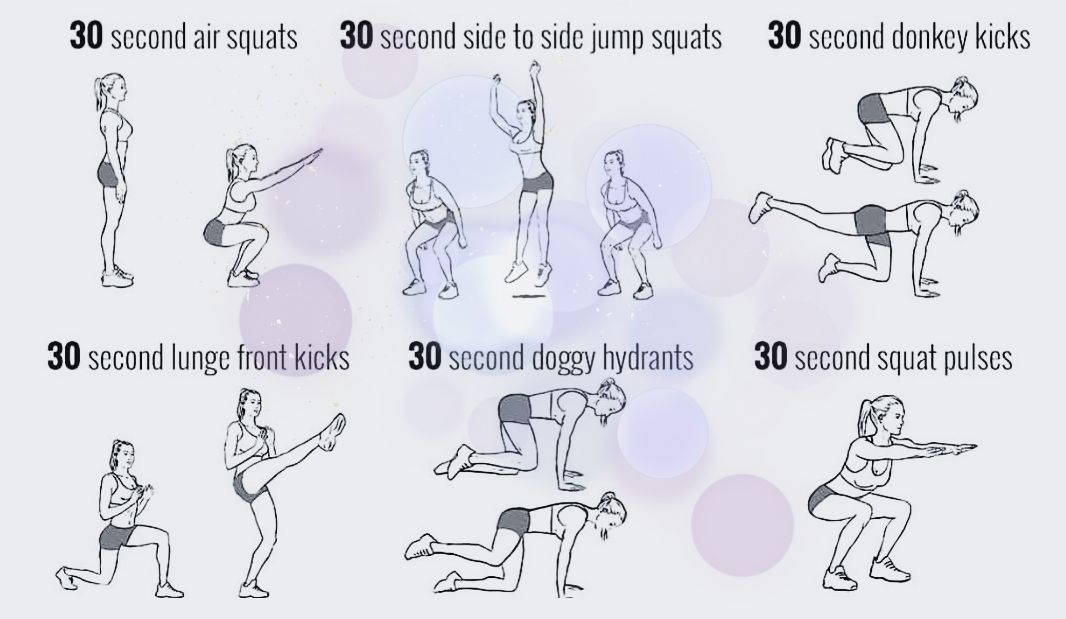 30 second air squats
30 second side to side jump squats
30 second donkey kicks
30 second lunge front kicks
30 second doggy hydrants
30 second squat pulses